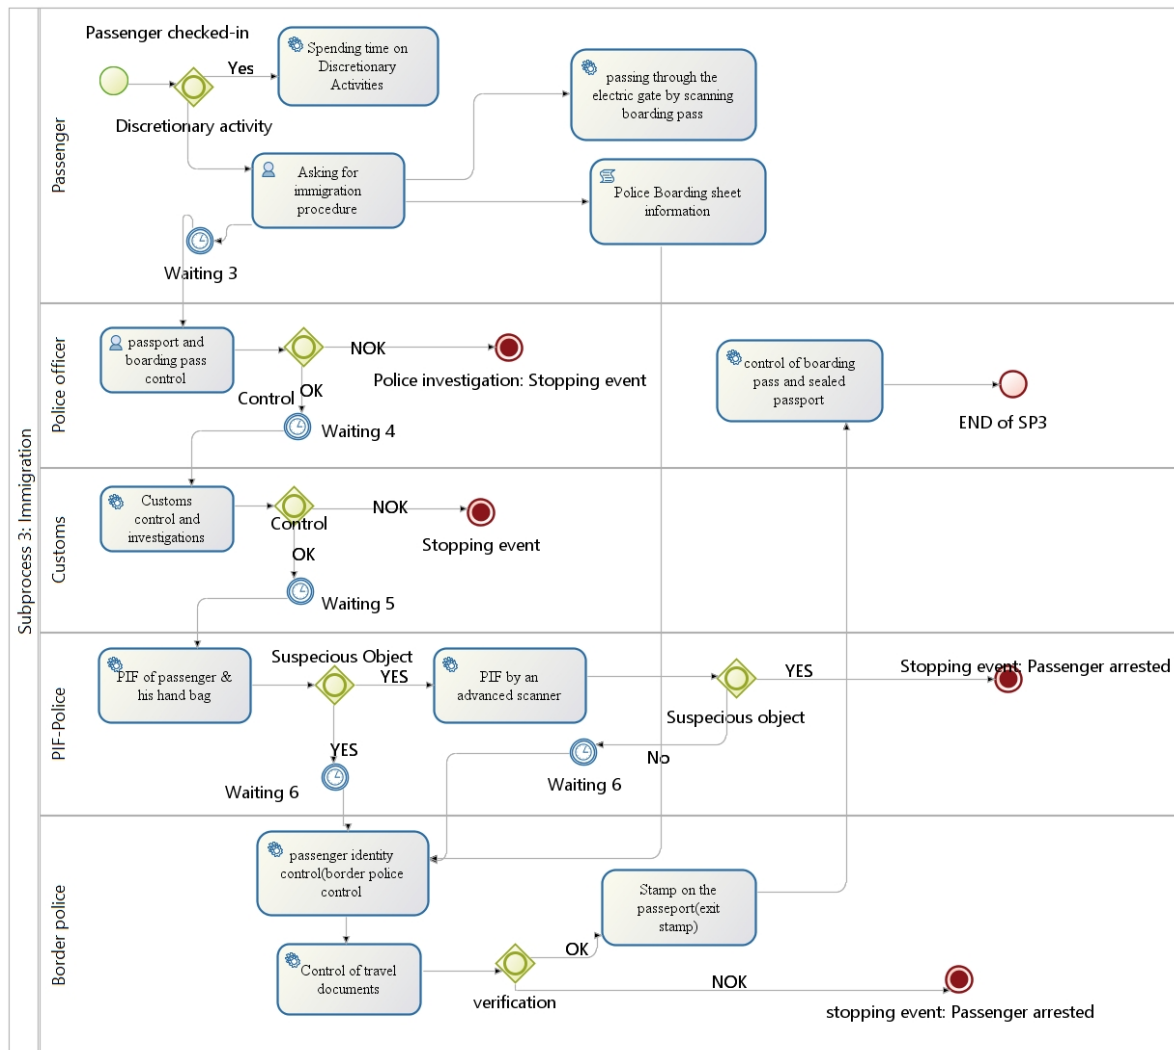 Subprocess 3: Immigration
Passenger
Passenger checked-in
Yes
Discretionary activity
Spending time on
Discretionary
Activities
passing through the
electric gate by scanning
boarding pass
Asking for
immigration
procedure
Police Boarding sheet
information
Waiting 3
Police officer
passport and
boarding pass
control
NOK
Police investigation: Stopping event
Control
OK
Waiting 4
control of boarding
pass and sealed
passport
END of SP3
Customs
Customs
control and
investigations
Control
NOK
Stopping event
OK
Waiting 5
PIF-Police
PIF of passenger &
his hand bag
Suspecious Object
YES
PIF by an
advanced scanner
YES
Suspecious object
Stopping event: Passenger arrested
YES
Waiting 6
No
Waiting 6
Border police
passenger identity
control(border police
control
Control of travel
documents
verification
OK
Stamp on the
passeport(exit
stamp)
NOK
stopping event: Passenger arrested